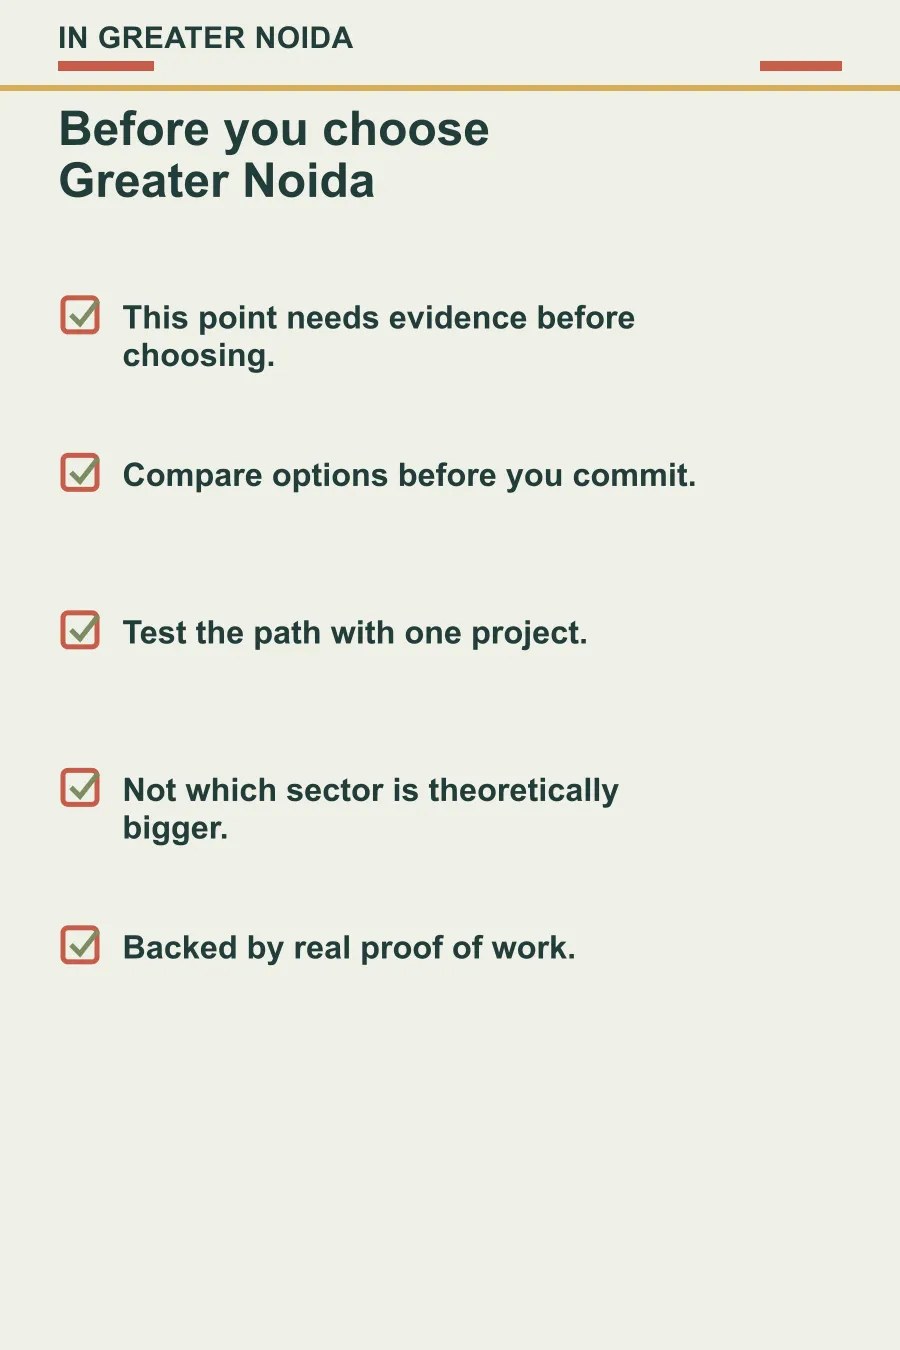 IN GREATER NOIDA
Before you choose
Greater Noida
This point needs evidence before
choosing.
Compare options before you commit.
Test the path with one project.
Not which sector is theoretically
bigger.
Backed by real proof of work.